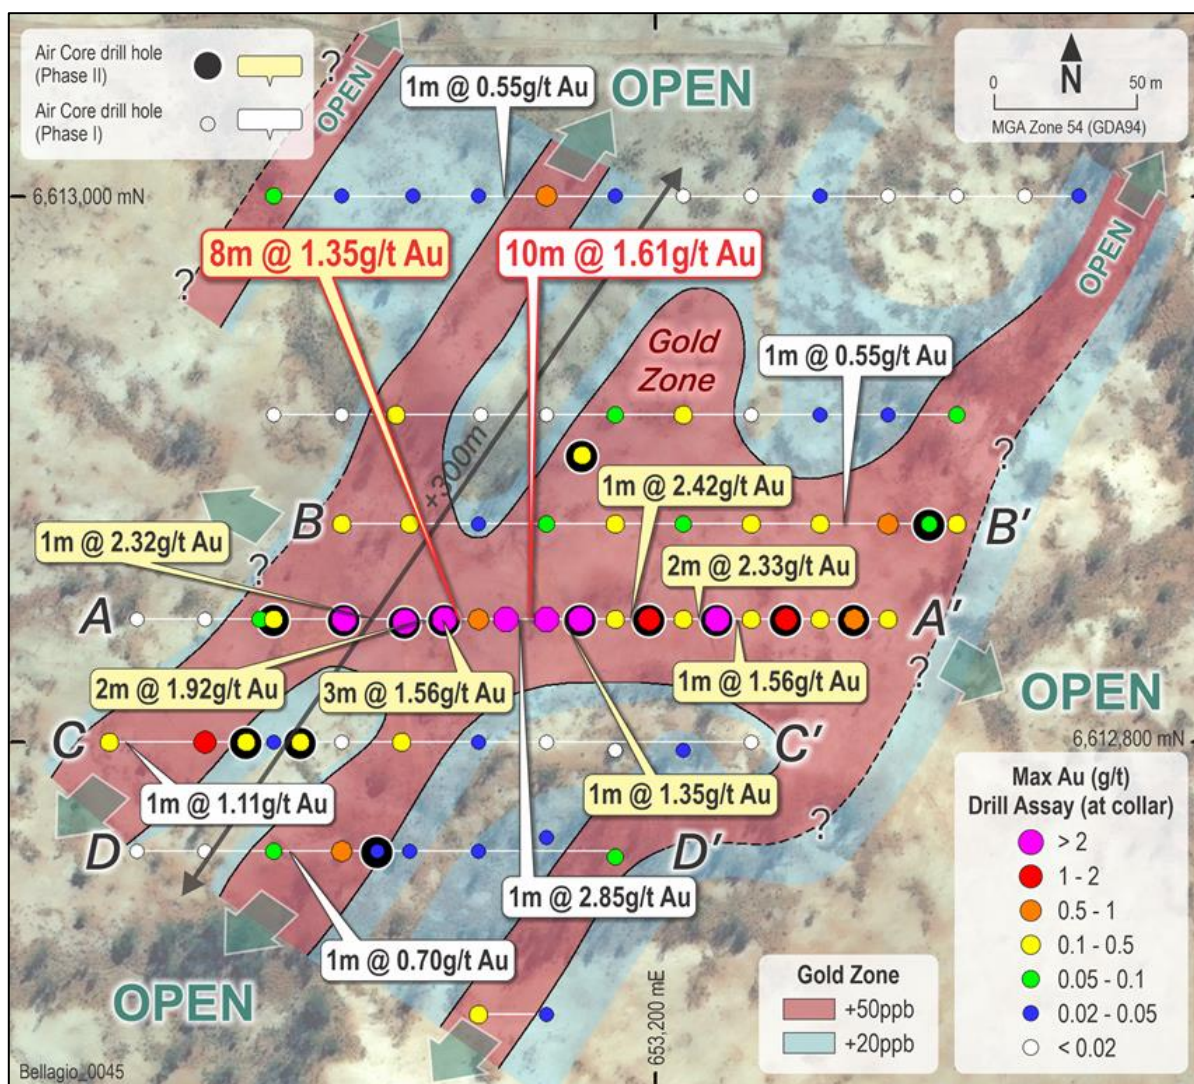 Air Core drill hole
(Phase II)
Air Core drill hole
(Phase I)
?
OPEN
1m @ 0.55g/t Au
OPEN
0
50 m
N
MGA Zone 54 (GDA94)
6,613,000 mN
8m @ 1.35g/t Au
10m @ 1.61g/t Au
OPEN
?
Gold
Zone
1m @ 0.55g/t Au
+300m
?
1m @ 2.42g/t Au
B
B'
1m @ 2.32g/t Au
?
2m @ 2.33g/t Au
A
A'
2m @ 1.92g/t Au
3m @ 1.56g/t Au
1m @ 1.56g/t Au
?
OPEN
C
C'
6,612,800 mN
1m @ 1.11g/t Au
1m @ 1.35g/t Au
?
D
D'
1m @ 2.85g/t Au
1m @ 0.70g/t Au
OPEN
653,200 mE
Gold Zone
+50ppb
+20ppb
Max Au (g/t)
Drill Assay (at collar)
> 2
1 - 2
0.5 - 1
0.1 - 0.5
0.05 - 0.1
0.02 - 0.05
< 0.02
Bellagio_0045